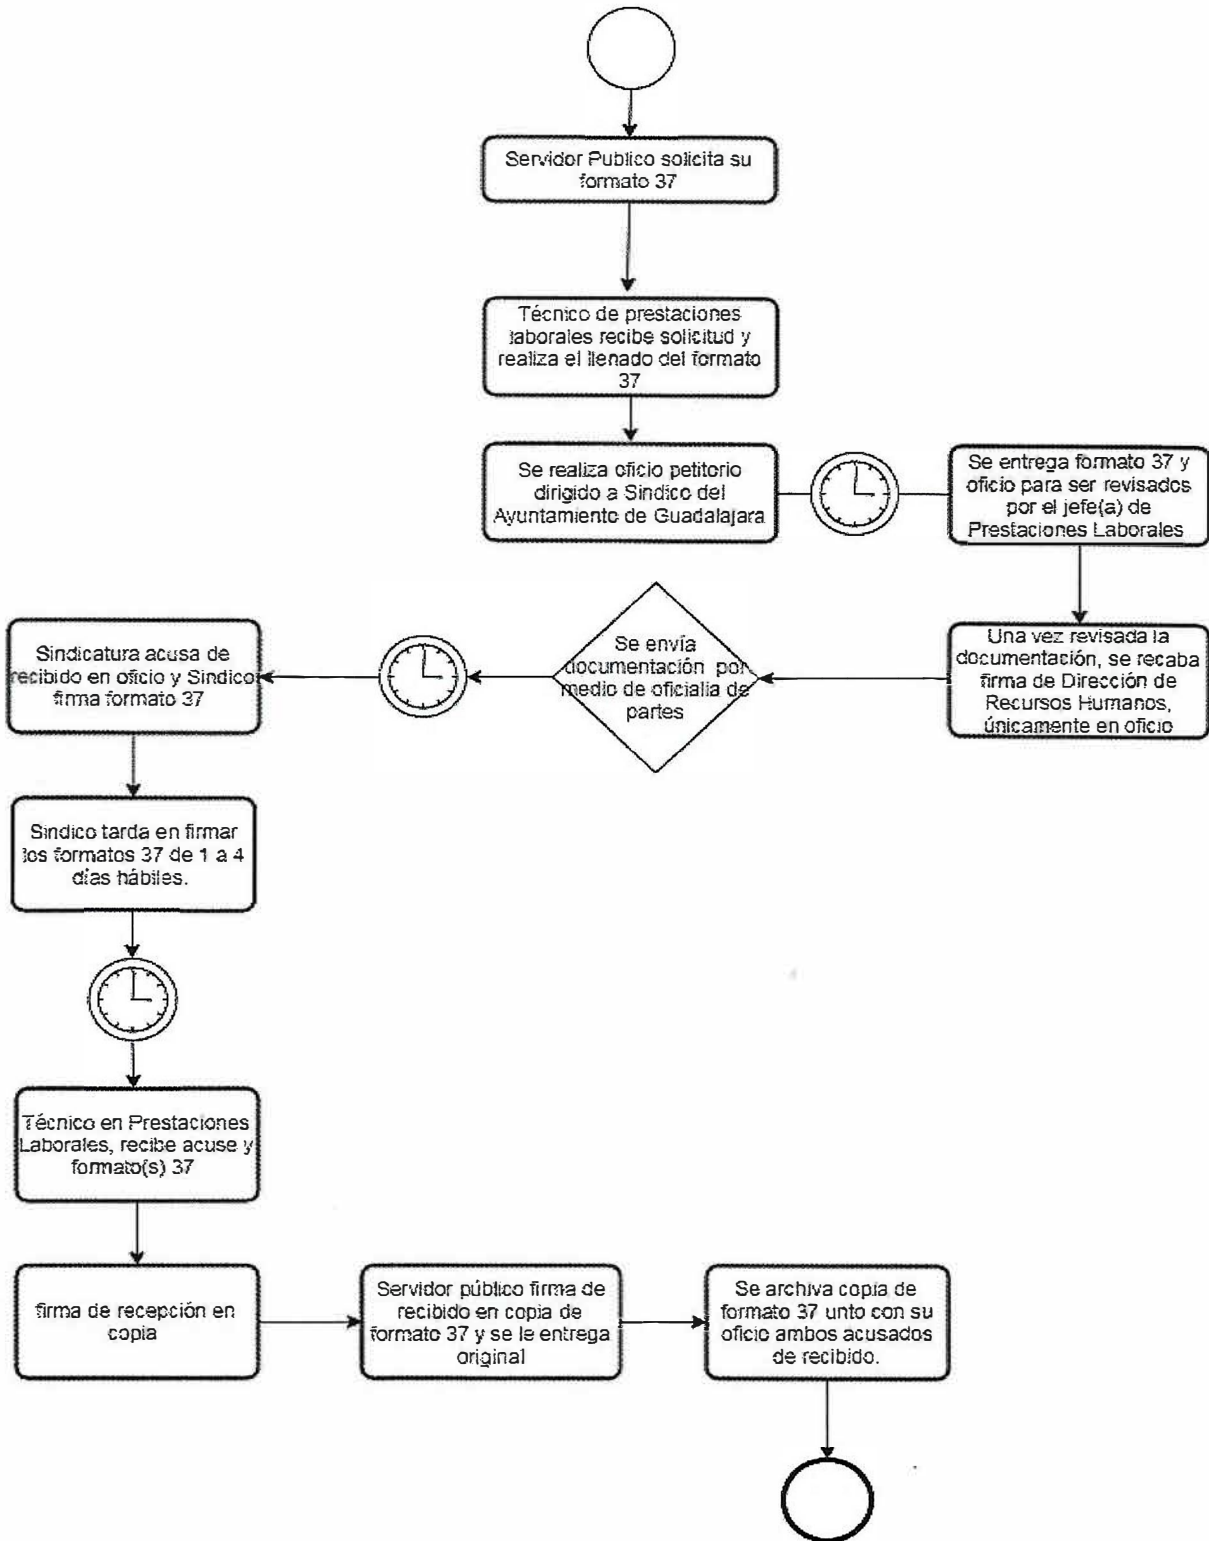 Servidor Publico solicita su
formato 37
Técnico de prestaciones
laborales recibe solicitud y
realiza el llenado del formato
37
Se realiza oficio petitorio
dirigido a Sindico del
Ayuntamiento de Guadalajara
Se entrega formato 37 y
oficio para ser revisados
por el jefe(a) de
Prestaciones Laborales
Una vez revisada la
documentación, se recaba
firma de Dirección de
Recursos Humanos,
únicamente en oficio
Se envía
documentación por
medio de oficialia de
partes
Sindicatura acusa de
recibido en oficio y Sindico
firma formato 37
Sindico tarda en firmar
los formatos 37 de 1 a 4
días hábiles.
Técnico en Prestaciones
Laborales, recibe acuse y
formato(s) 37
firma de recepción en
copia
Servidor público firma de
recibido en copia de
formato 37 y se le entrega
original
Se archiva copia de
formato 37 unto con su
oficio ambos acusados
de recibido.